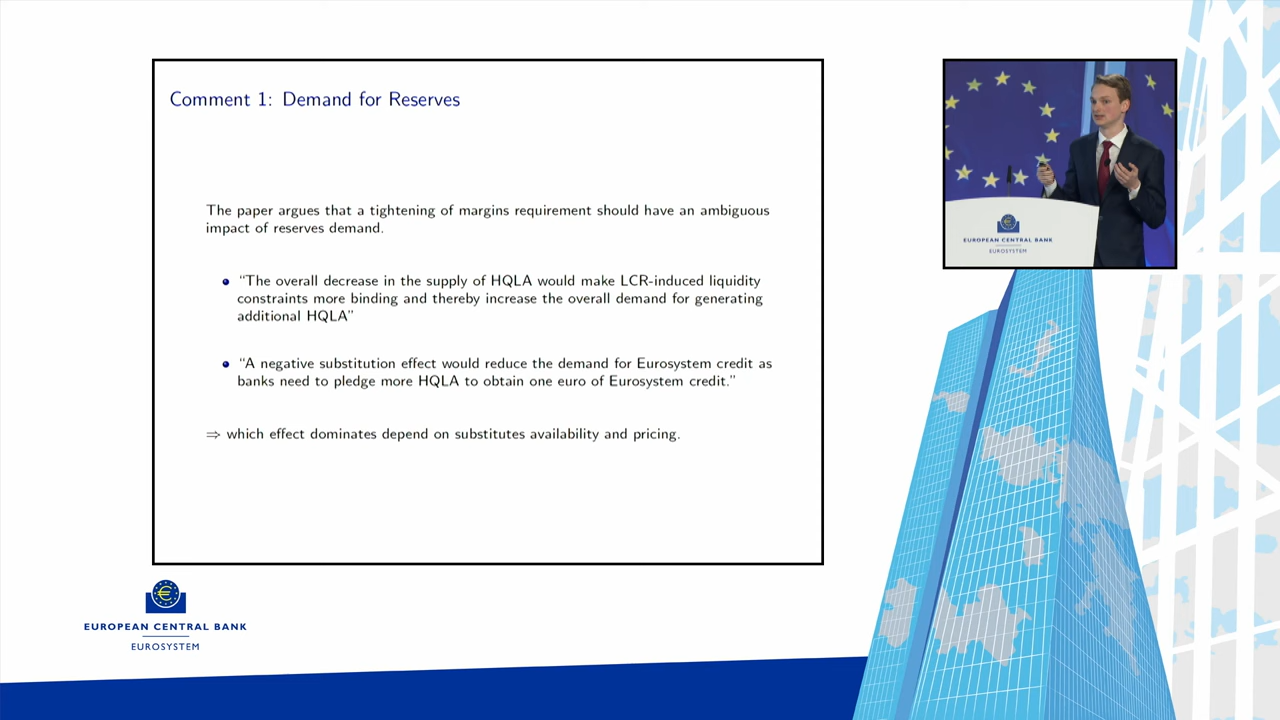 Comment 1: Demand for Reserves
The paper argues that a tightening of margins requirement should have an ambiguous
impact of reserves demand.
• “The overall decrease in the supply of HQLA would make LCR-induced liquidity
constraints more binding and thereby increase the overall demand for generating
additional HQLA”
• “A negative substitution effect would reduce the demand for Eurosystem credit as
banks need to pledge more HQLA to obtain one euro of Eurosystem credit.”
⇒ which effect dominates depend on substitutes availability and pricing.
EUROPEAN CENTRAL BANK
EUROSYSTEM
EUROPEAN CENTRAL BANK
EUROSYSTEM